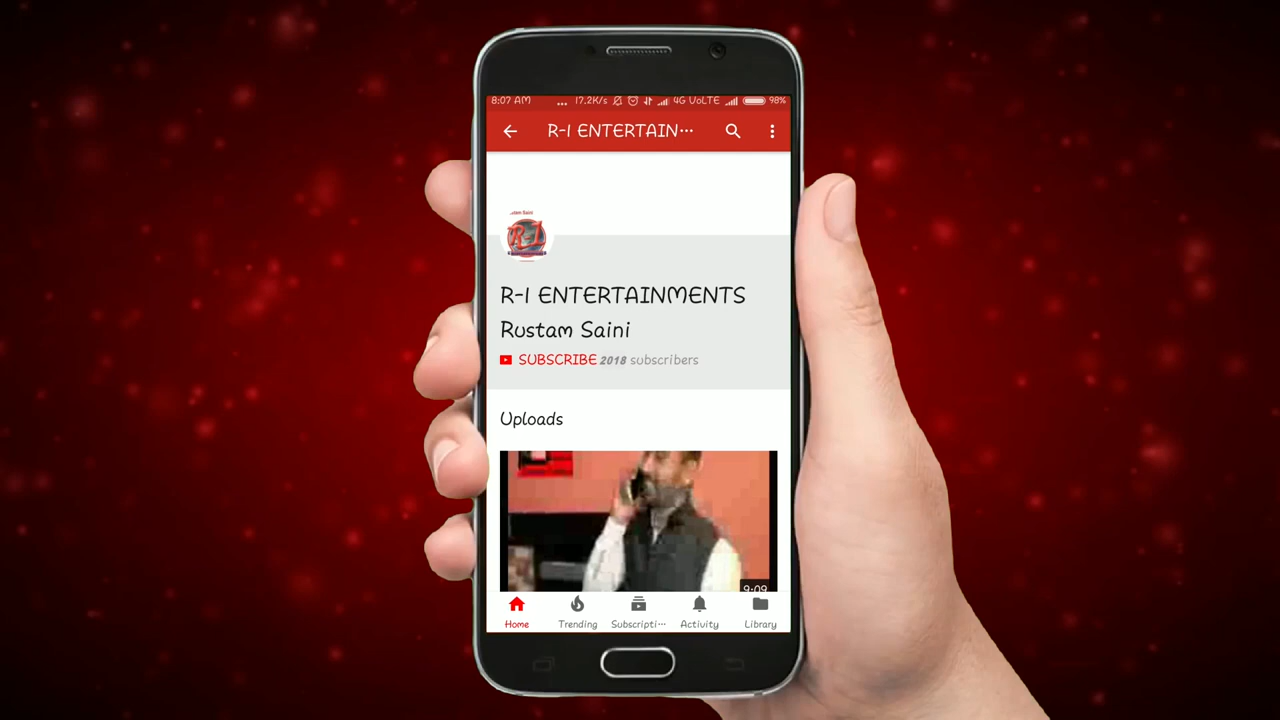 8:07 AM ... 17.2K/s 4G VoLTE 98%
R-I ENTERTAIN...
R-I
R-I ENTERTAINMENTS
Rustam Saini
SUBSCRIBE 2018 subscribers
Uploads
9:09
Home Trending Subscripti... Activity Library